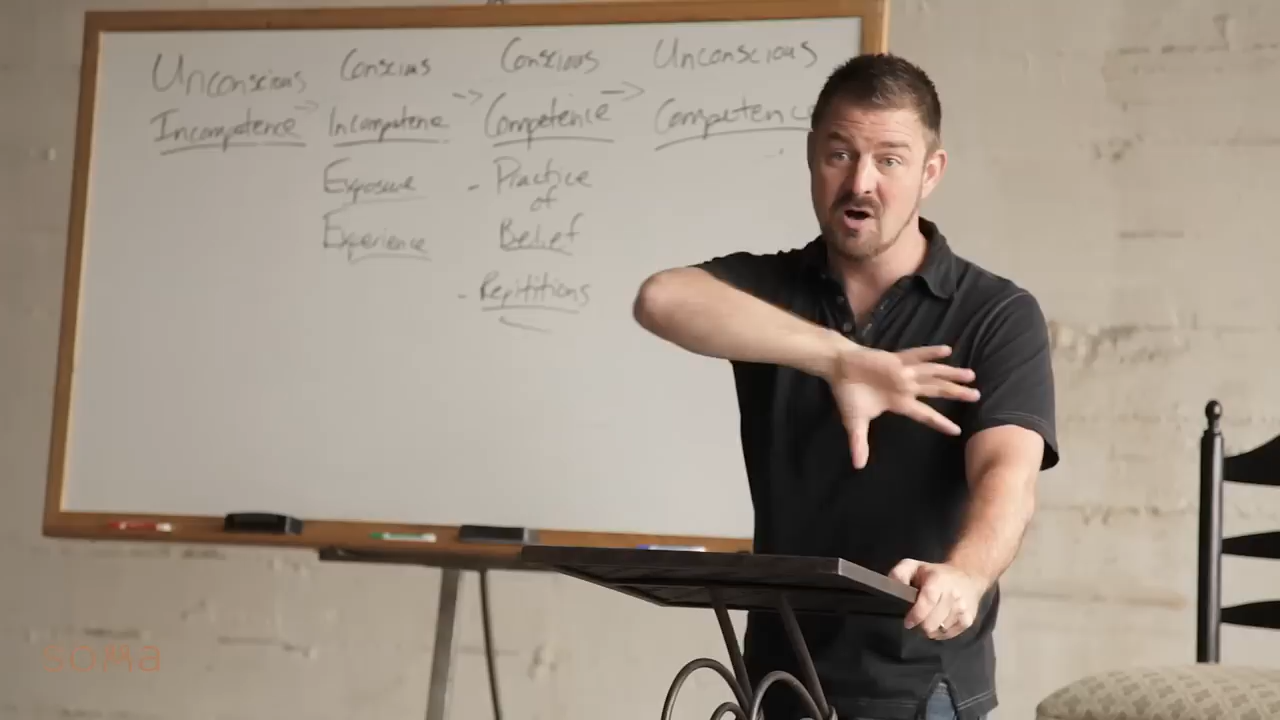 Unconscious Conscious Conscious Unconscious
Incompetence -> Incompetence -> Competence -> Competence
Exposure - Practice
of
Experience Belief
- Repititions
soma